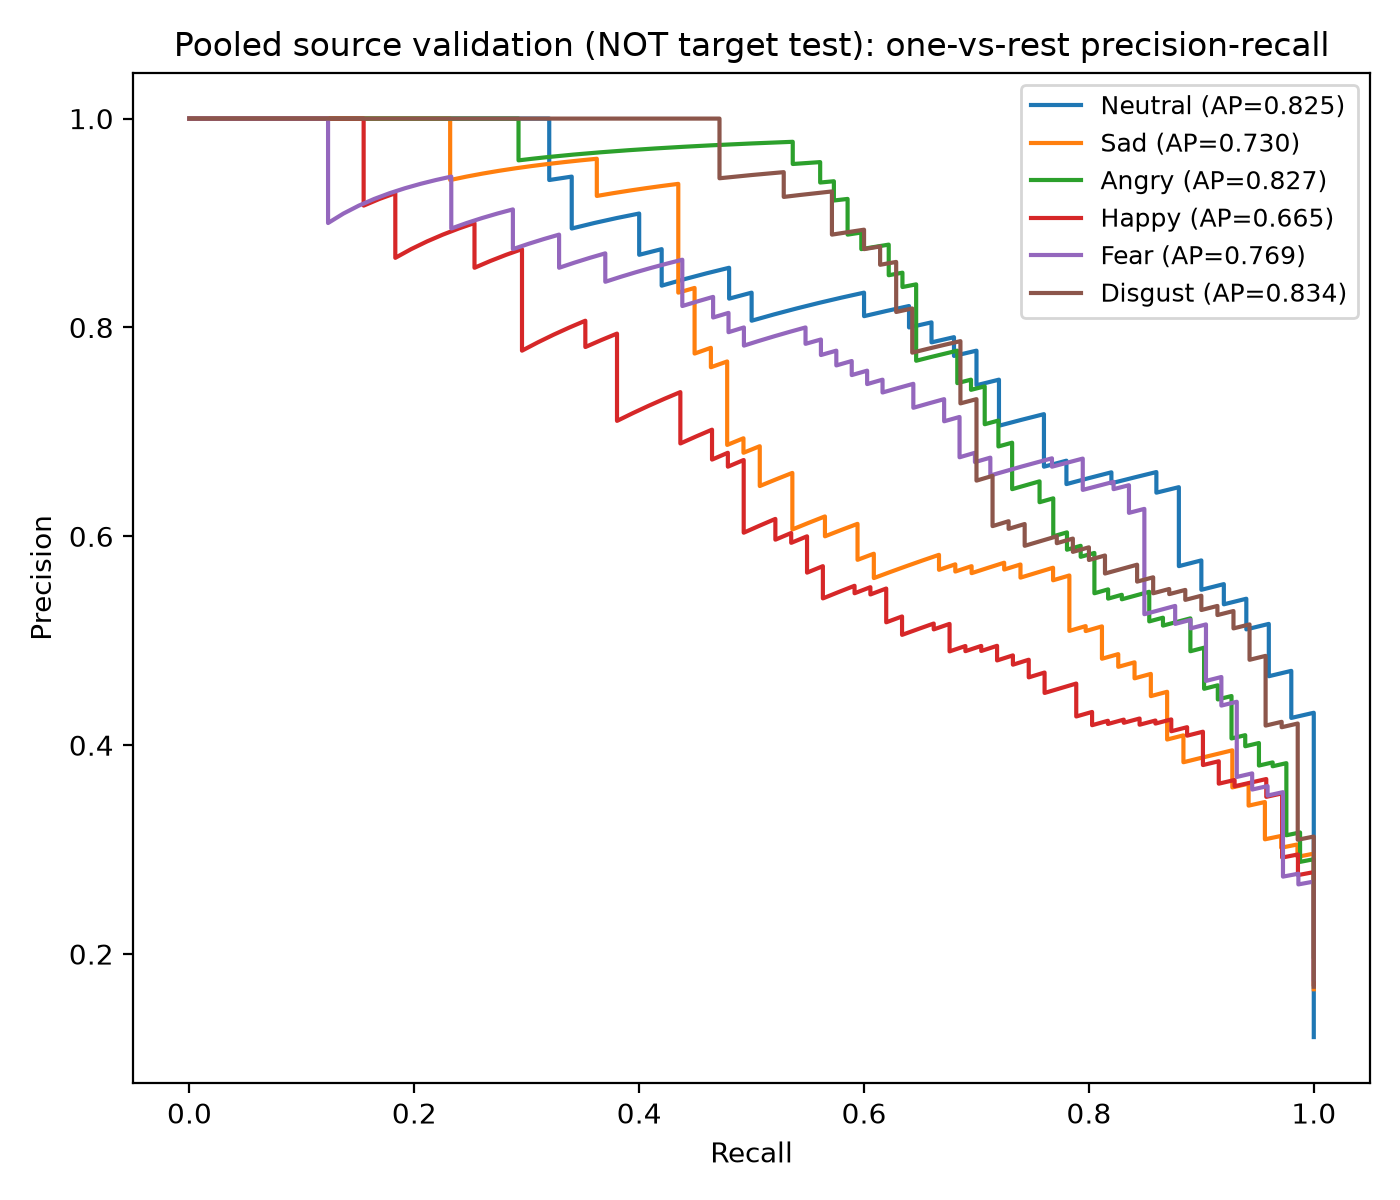 Pooled source validation (NOT target test): one-vs-rest precision-recall
Neutral (AP=0.825)
Sad (AP=0.730)
Angry (AP=0.827)
Happy (AP=0.665)
Fear (AP=0.769)
Disgust (AP=0.834)
Precision
1.0
0.8
0.6
0.4
0.2
0.0 0.2 0.4 0.6 0.8 1.0
Recall